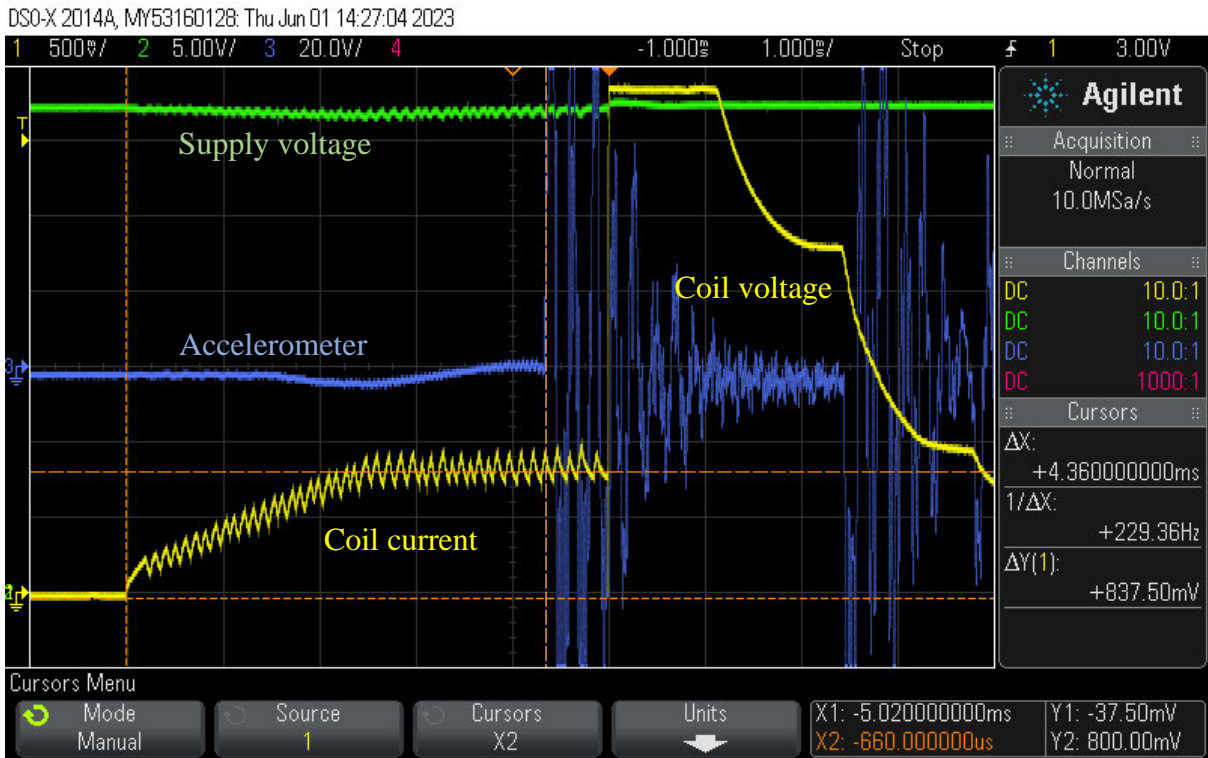 DSO-X 2014A, MY53160128: Thu Jun 01 14:27:04 2023
1 500mV/ 2 5.00V/ 3 20.0V/ 4 -1.000ms 1.000ms/ Stop 1 3.00V
T
Agilent
Acquisition
Normal
10.0MSa/s
Channels
DC 10.0:1
DC 10.0:1
DC 10.0:1
DC 1000:1
Cursors
ΔX:
+4.360000000ms
1/ΔX:
+229.36Hz
ΔY(1):
+837.50mV
Supply voltage
Coil voltage
Accelerometer
3
Coil current
Cursors Menu
Mode
Manual
Source
1
Cursors
X2
Units
X1: -5.020000000ms
X2: -660.000000us
Y1: -37.50mV
Y2: 800.00mV